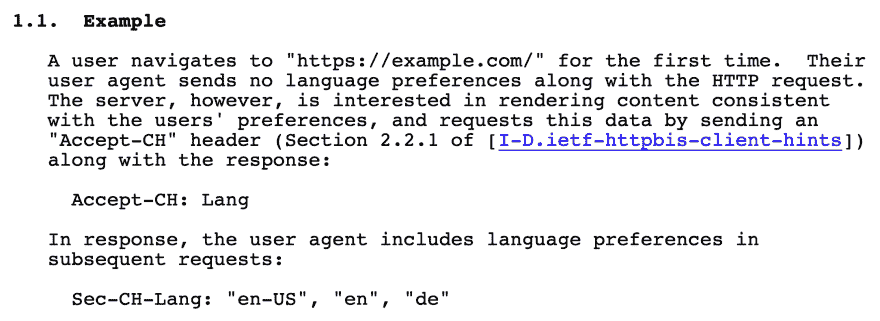 1.1. Example
A user navigates to "https://example.com/" for the first time. Their
user agent sends no language preferences along with the HTTP request.
The server, however, is interested in rendering content consistent
with the users' preferences, and requests this data by sending an
"Accept-CH" header (Section 2.2.1 of [I-D.ietf-httpbis-client-hints])
along with the response:
Accept-CH: Lang
In response, the user agent includes language preferences in
subsequent requests:
Sec-CH-Lang: "en-US", "en", "de"